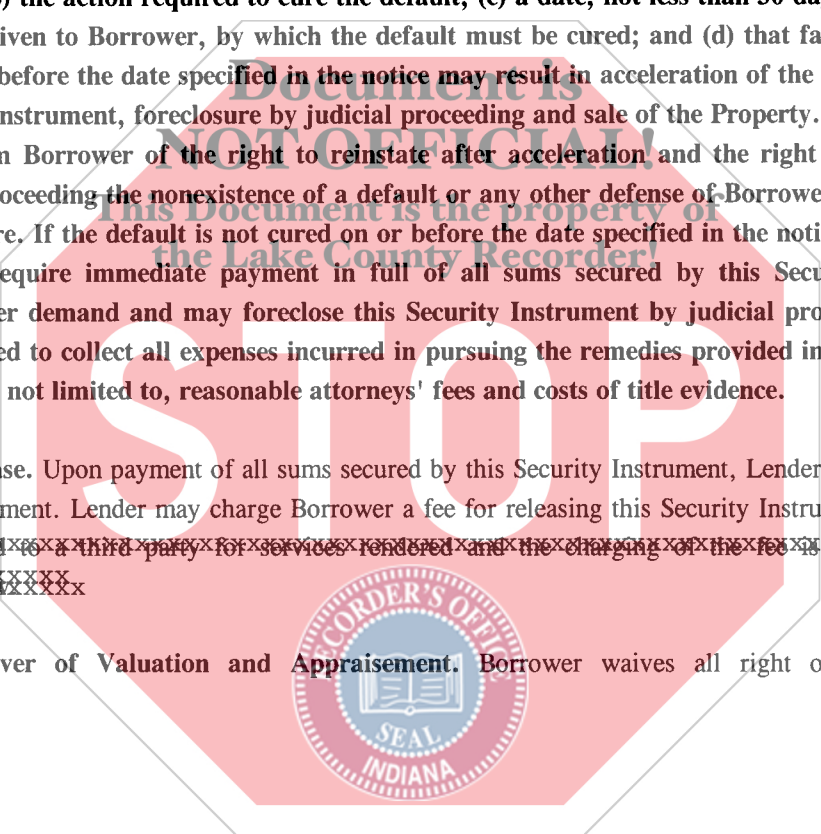 ) the action required to cure the default; (c) a date, not less than 30 da
iven to Borrower, by which the default must be cured; and (d) that fa
before the date specified in the notice may result in acceleration of the
nstrument, foreclosure by judicial proceeding and sale of the Property.
n Borrower of the right to reinstate after acceleration and the right
oceeding the nonexistence of a default or any other defense of Borrowe
re. If the default is not cured on or before the date specified in the noti
equire immediate payment in full of all sums secured by this Secu
er demand and may foreclose this Security Instrument by judicial pro
ed to collect all expenses incurred in pursuing the remedies provided in
not limited to, reasonable attorneys' fees and costs of title evidence.
ase. Upon payment of all sums secured by this Security Instrument, Lender
ment. Lender may charge Borrower a fee for releasing this Security Instru
d to a third party for services rendered and the charging of the fee is
ver of Valuation and Appraisement. Borrower waives all right o
Document is
NOT OFFICIAL!
This Document is the property of
the Lake County Recorder!
STOP
RECORDER'S OFFICE
SEAL
INDIANA